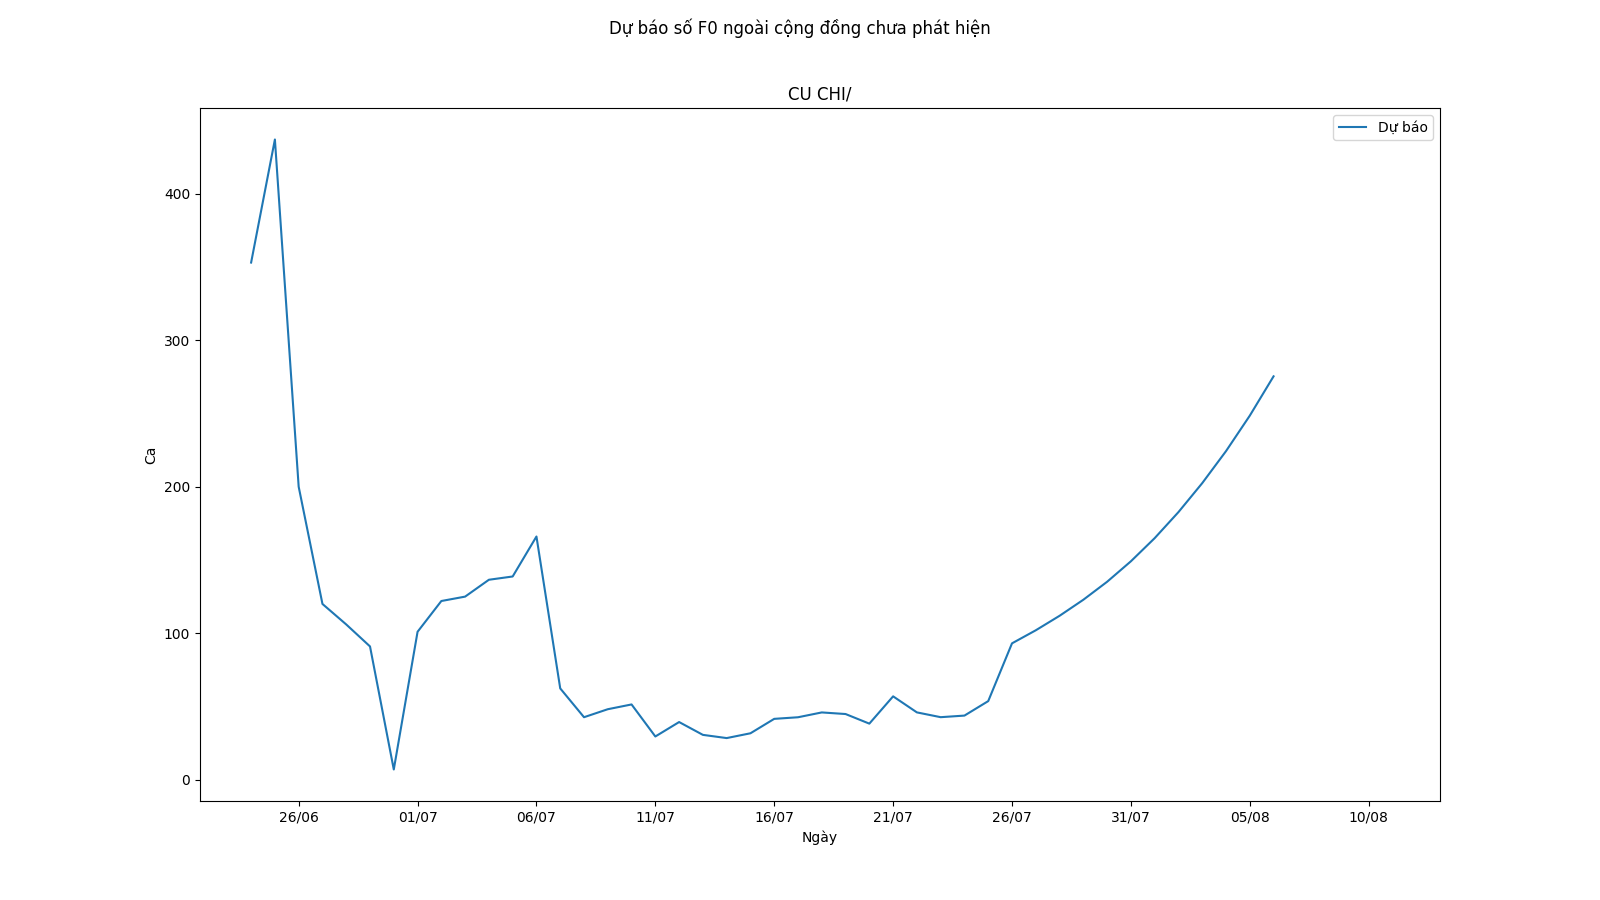 Dự báo số F0 ngoài cộng đồng chưa phát hiện
CU CHI/
Dự báo
400
300
200
100
0
Ca
26/06 01/07 06/07 11/07 16/07 21/07 26/07 31/07 05/08 10/08
Ngày